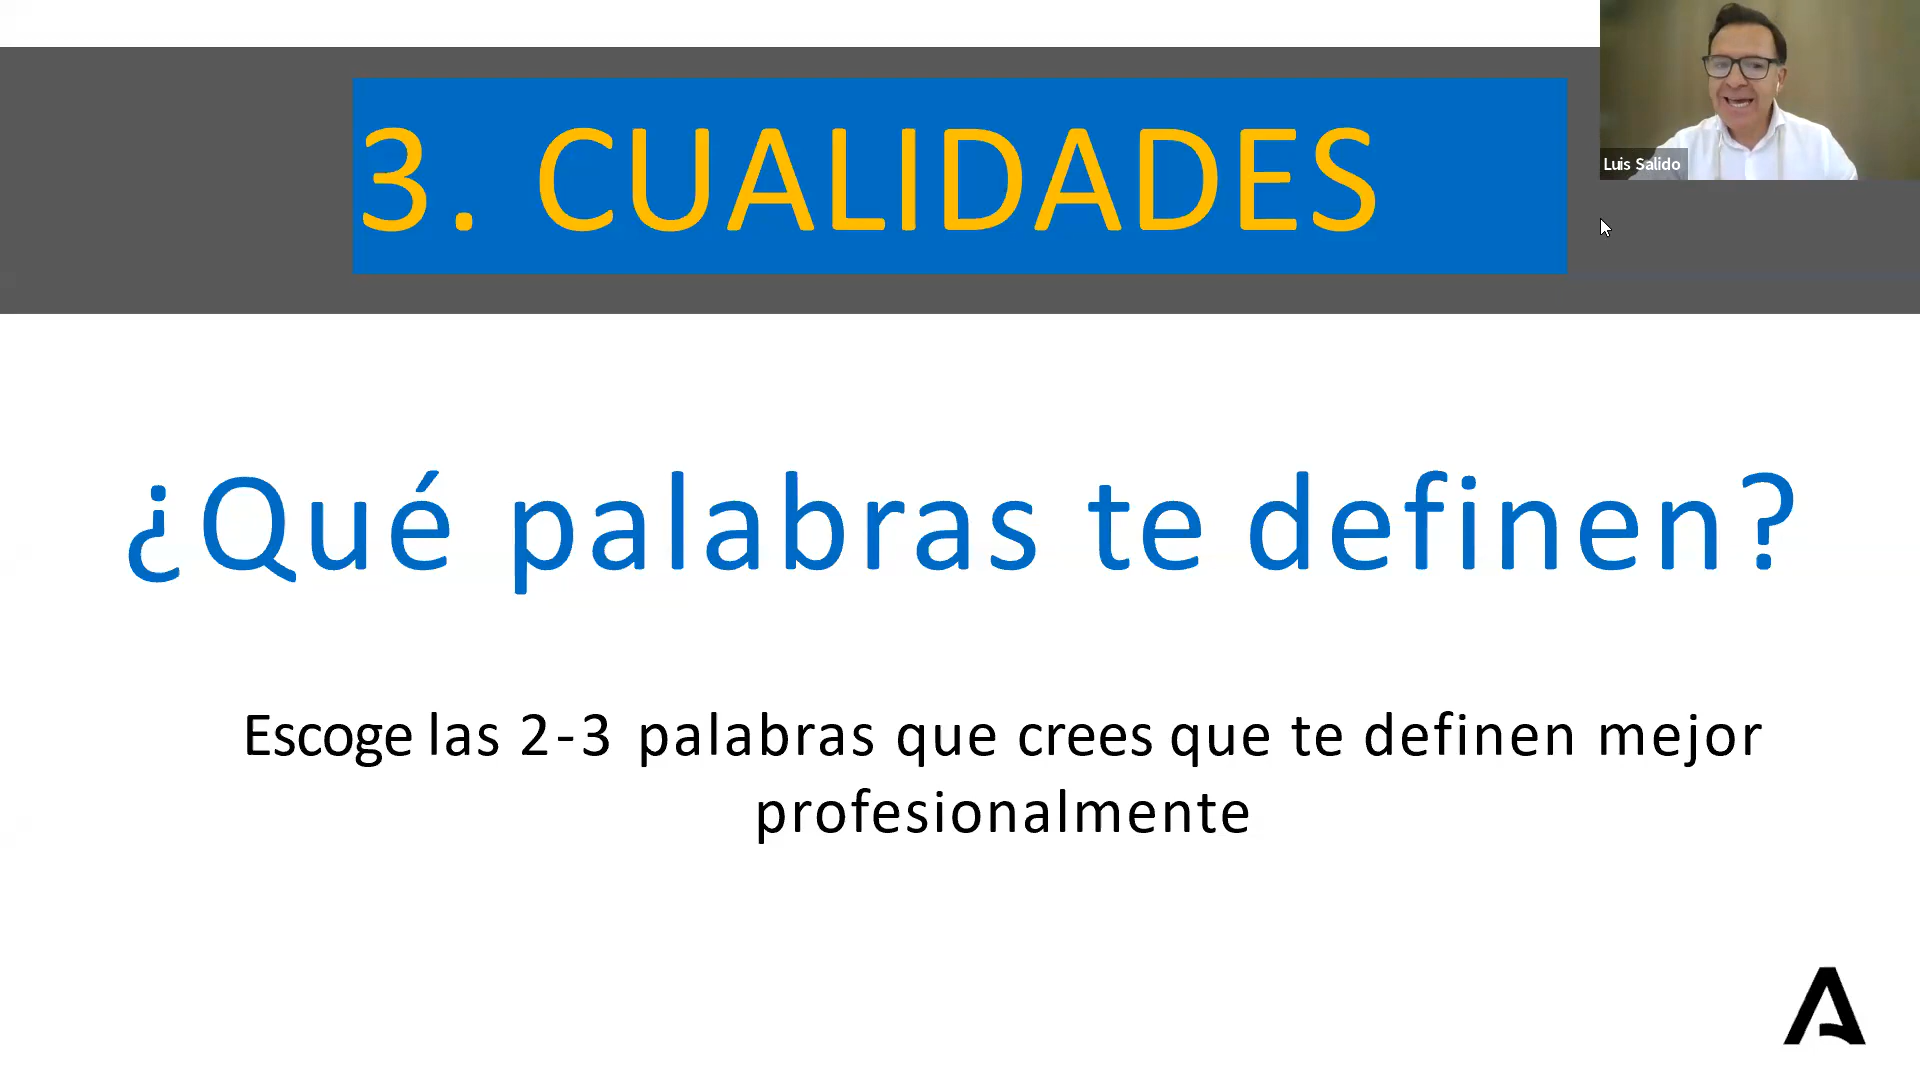 3. CUALIDADES
Luis Salido
¿Qué palabras te definen?
Escoge las 2-3 palabras que crees que te definen mejor
profesionalmente